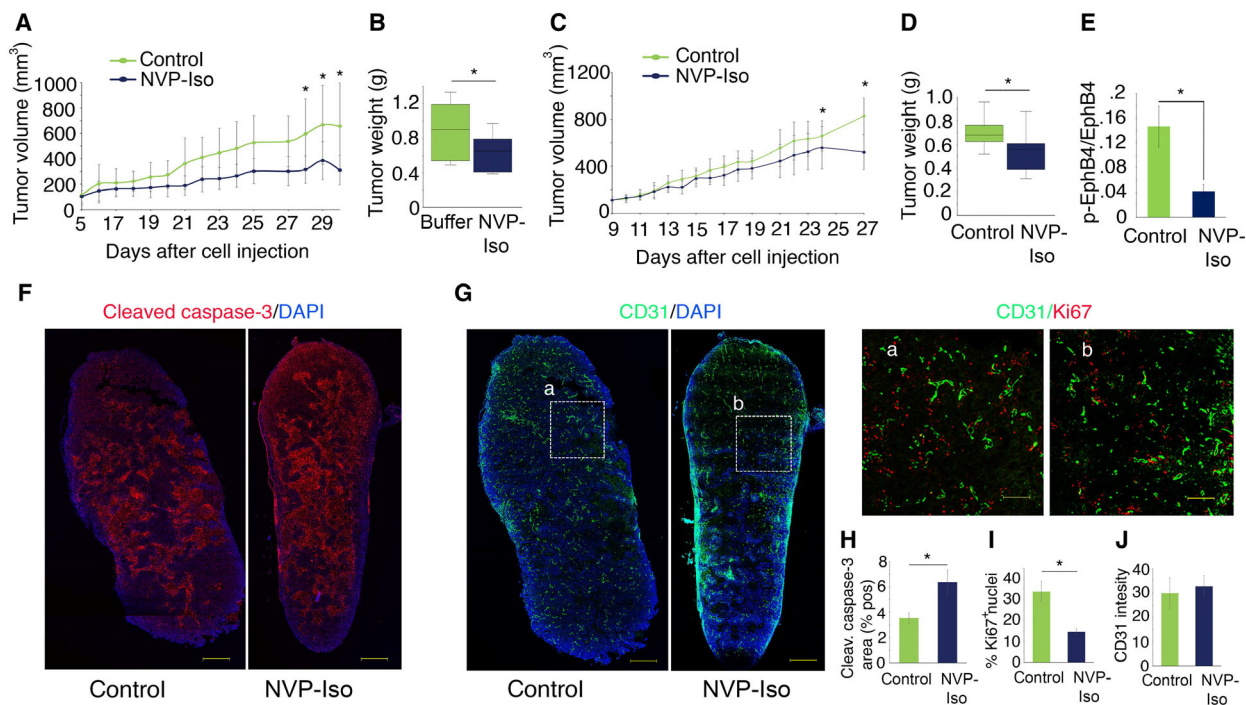 A
Control
NVP-Iso
Tumor volume (mm³)
1000
800
600
400
200
0
* * *
5 17 19 21 23 25 27 29
Days after cell injection
B
Tumor weight (g)
1.2
0.8
0.4
0
*
Buffer NVP-
Iso
C
Control
NVP-Iso
Tumor volume (mm³)
1200
800
400
0
* *
9 11 13 15 17 19 21 23 25 27
Days after cell injection
D
Tumor weight (g)
1.0
0.8
0.6
0.4
0.2
0
*
Control NVP-
Iso
E
p-EphB4/EphB4
.2
.16
.12
.08
.04
0
*
Control NVP-
Iso
F
Cleaved caspase-3/DAPI
Control
NVP-Iso
G
CD31/DAPI
a
b
Control
NVP-Iso
CD31/Ki67
a
b
H
Cleav. caspase-3
area (% pos)
8
6
4
2
0
*
Control NVP-
Iso
I
% Ki67⁺nuclei
40
30
20
10
0
*
Control NVP-
Iso
J
CD31 intesity
40
30
20
10
0
Control NVP-
Iso